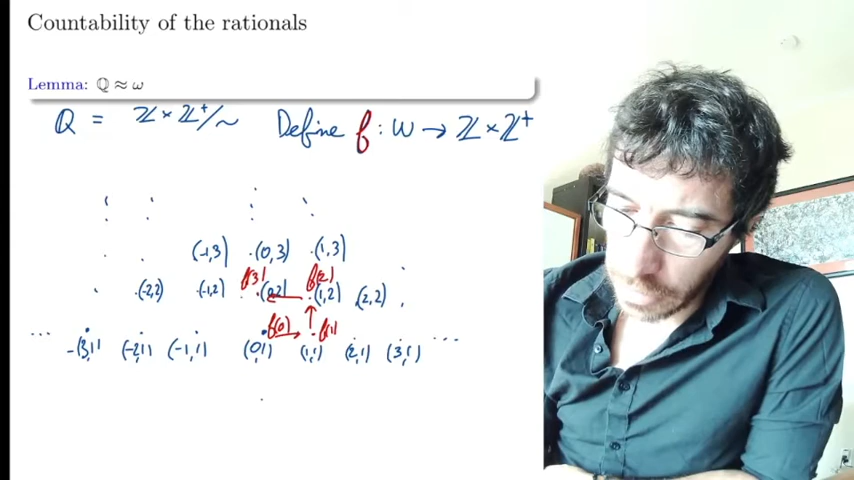 Countability of the rationals
Lemma: ℚ ≈ ω
Q = ℤ × ℤ⁺/~ Define f : ω → ℤ × ℤ⁺
(-1,3) (0,3) (1,3)
f(3) f(2)
(-2,2) (-1,2) (0,2) (1,2) (2,2)
f(0) f(1)
... -(3,1) (-2,1) (-1,1) (0,1) (1,1) (2,1) (3,1) ...